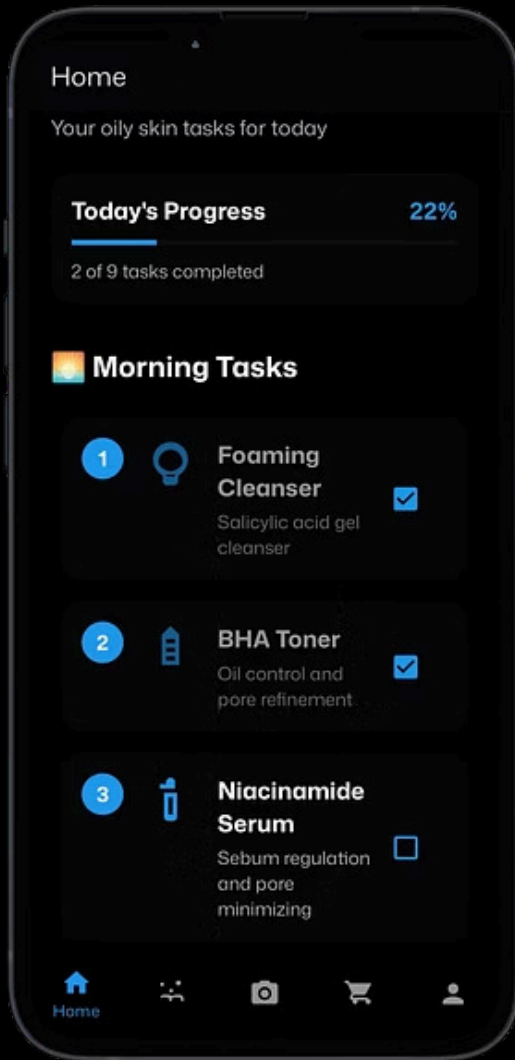 Home
Your oily skin tasks for today
Today's Progress 22%
2 of 9 tasks completed
🌅 Morning Tasks
1
Foaming
Cleanser
Salicylic acid gel
cleanser
2
BHA Toner
Oil control and
pore refinement
3
Niacinamide
Serum
Sebum regulation
and pore
minimizing
Home